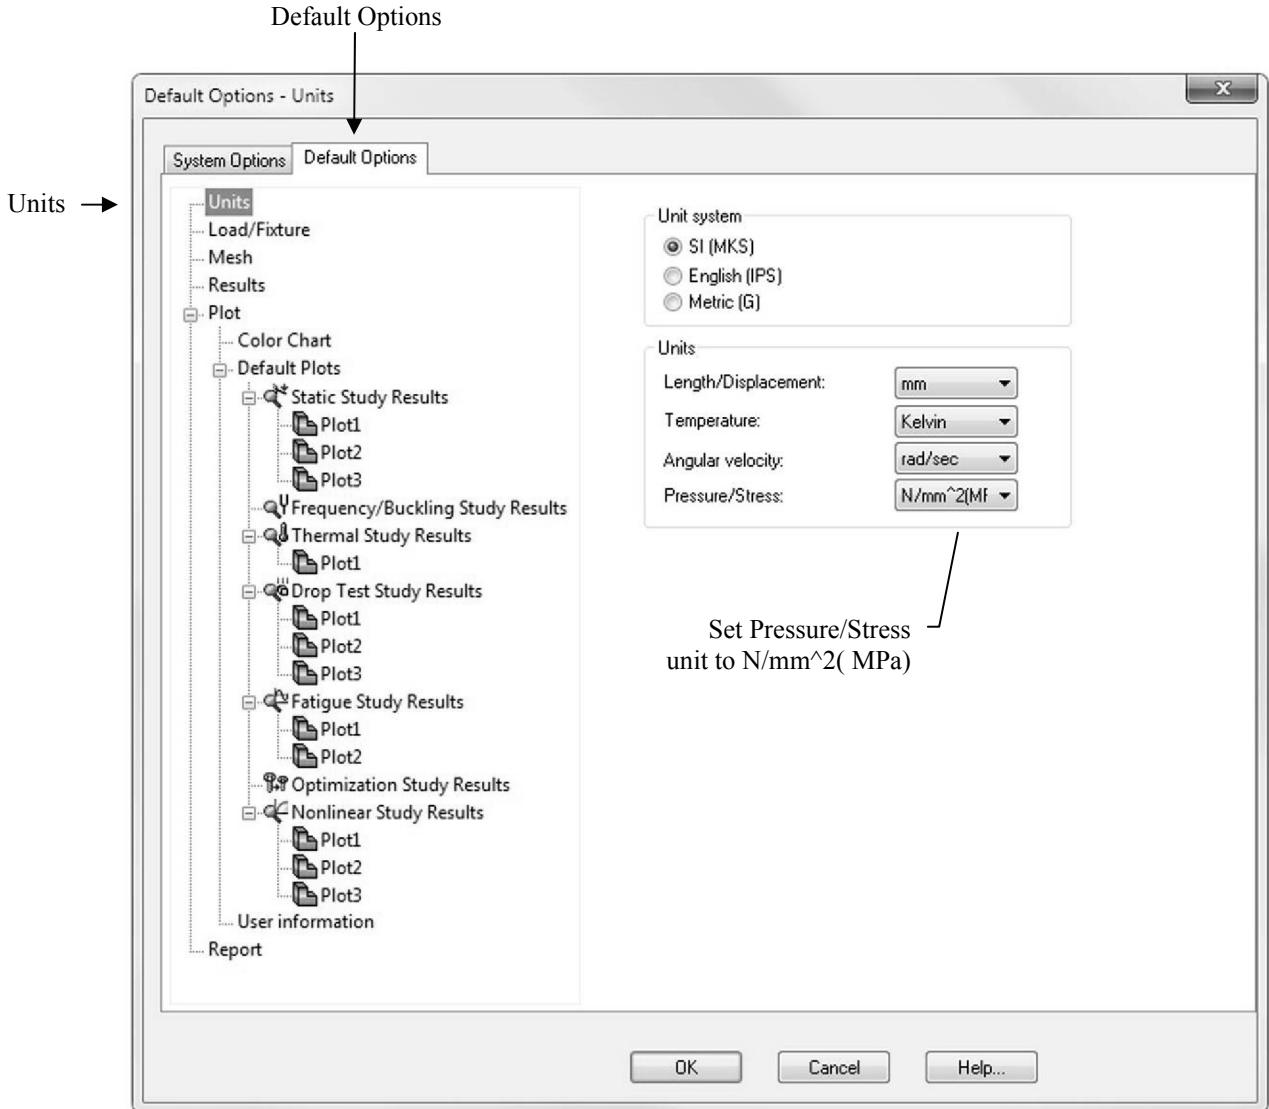 Default Options
Default Options - Units
System Options
Default Options
Units
Units
Load/Fixture
Mesh
Results
Plot
Color Chart
Default Plots
Static Study Results
Plot1
Plot2
Plot3
Frequency/Buckling Study Results
Thermal Study Results
Plot1
Drop Test Study Results
Plot1
Plot2
Plot3
Fatigue Study Results
Plot1
Plot2
Optimization Study Results
Nonlinear Study Results
Plot1
Plot2
Plot3
User information
Report
Unit system
SI (MKS)
English (IPS)
Metric (G)
Units
Length/Displacement: mm
Temperature: Kelvin
Angular velocity: rad/sec
Pressure/Stress: N/mm^2(MF
Set Pressure/Stress
unit to N/mm^2( MPa)
OK Cancel Help...